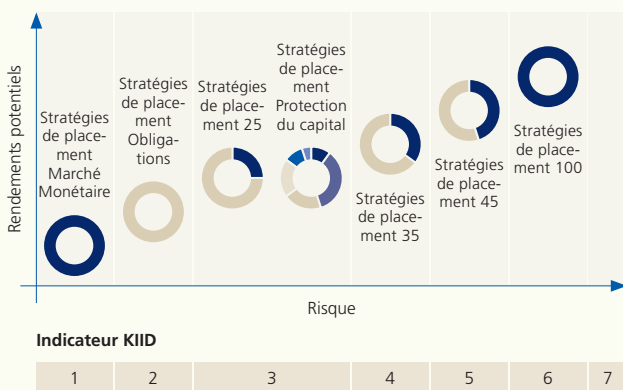 Rendements potentiels
Stratégies
de place-
ment
Marché
Monétaire
Stratégies
de place-
ment
Obliga-
tions
Stratégies
de place-
ment 25
Stratégies
de place-
ment
Protection
du capital
Stratégies
de place-
ment 35
Stratégies
de place-
ment 45
Stratégies
de place-
ment 100
Risque
Indicateur KIID
1 2 3 4 5 6 7